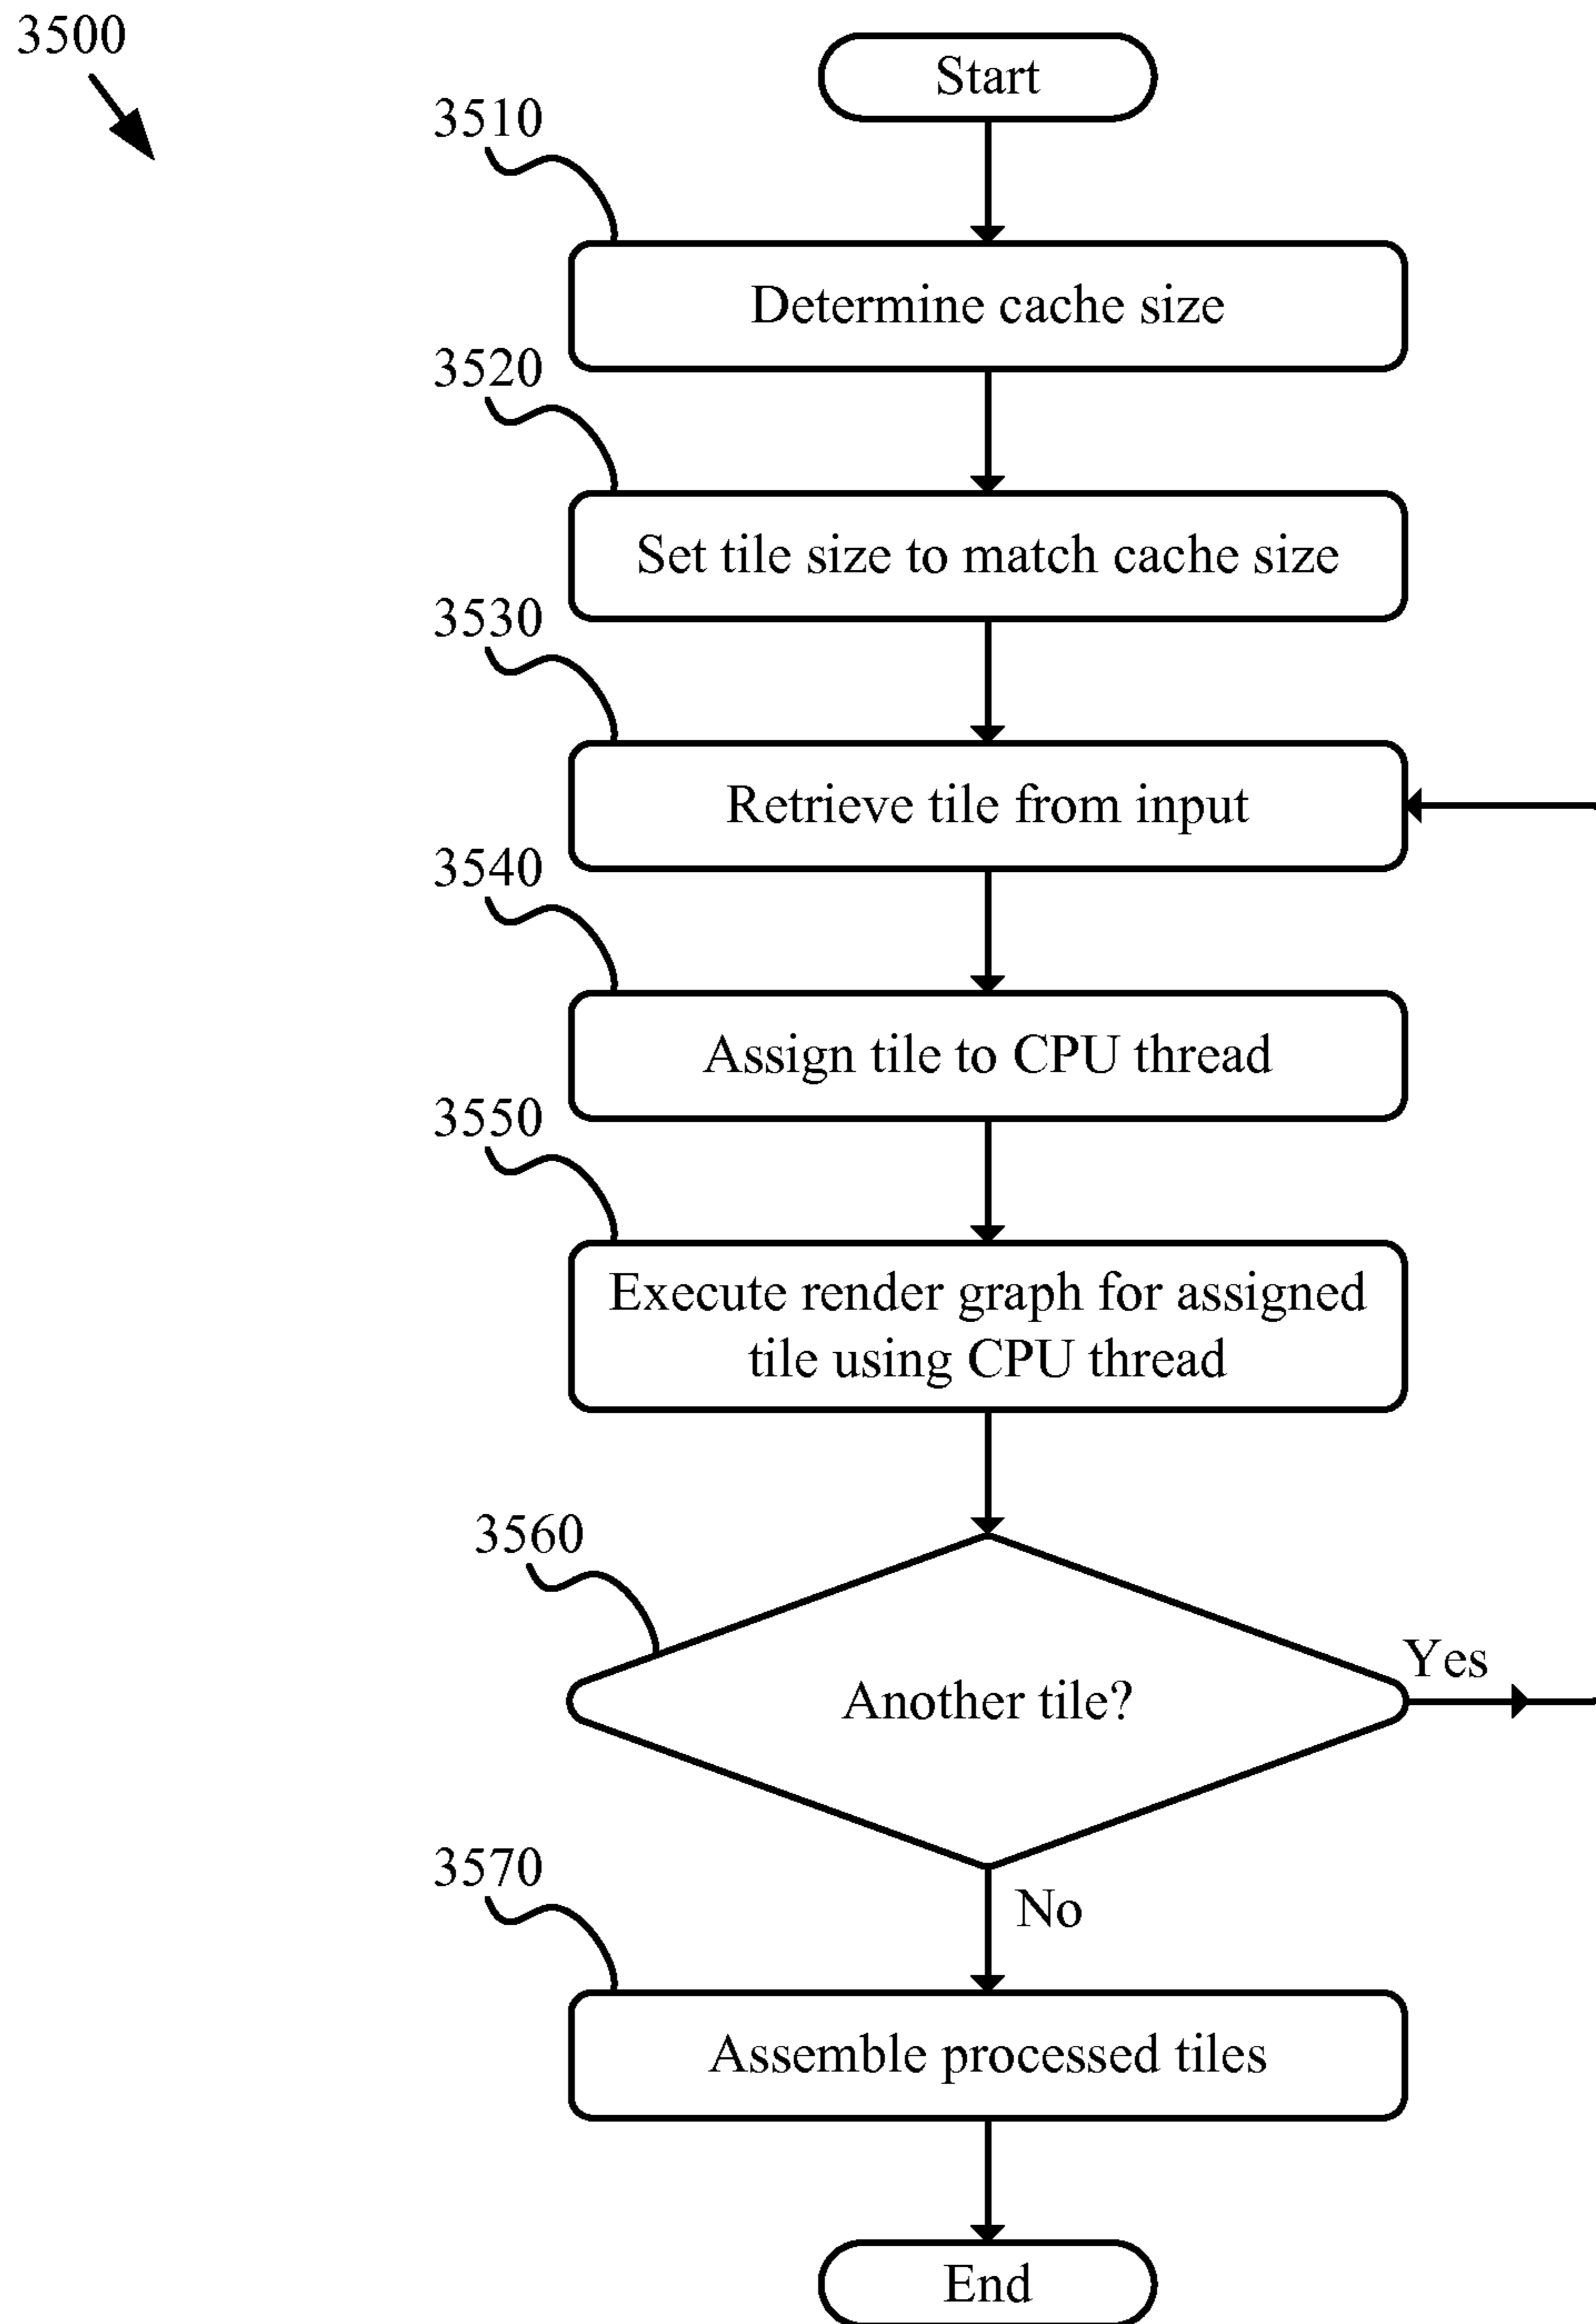 3500
Start
3510
Determine cache size
3520
Set tile size to match cache size
3530
Retrieve tile from input
3540
Assign tile to CPU thread
3550
Execute render graph for assigned
tile using CPU thread
3560
Another tile?
Yes
No
3570
Assemble processed tiles
End